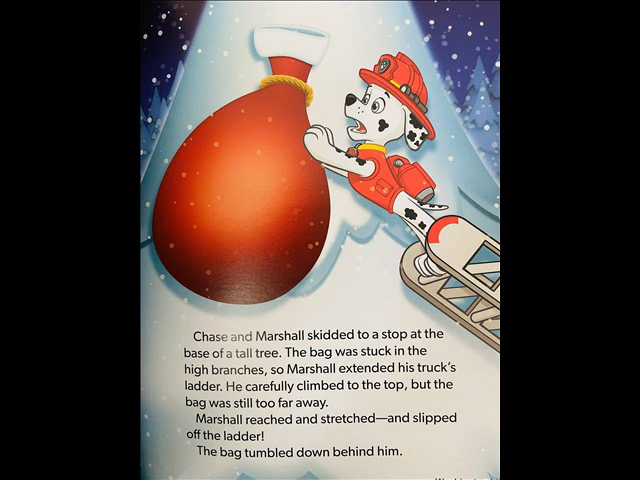 Chase and Marshall skidded to a stop at the
base of a tall tree. The bag was stuck in the
high branches, so Marshall extended his truck's
ladder. He carefully climbed to the top, but the
bag was still too far away.
Marshall reached and stretched—and slipped
off the ladder!
The bag tumbled down behind him.